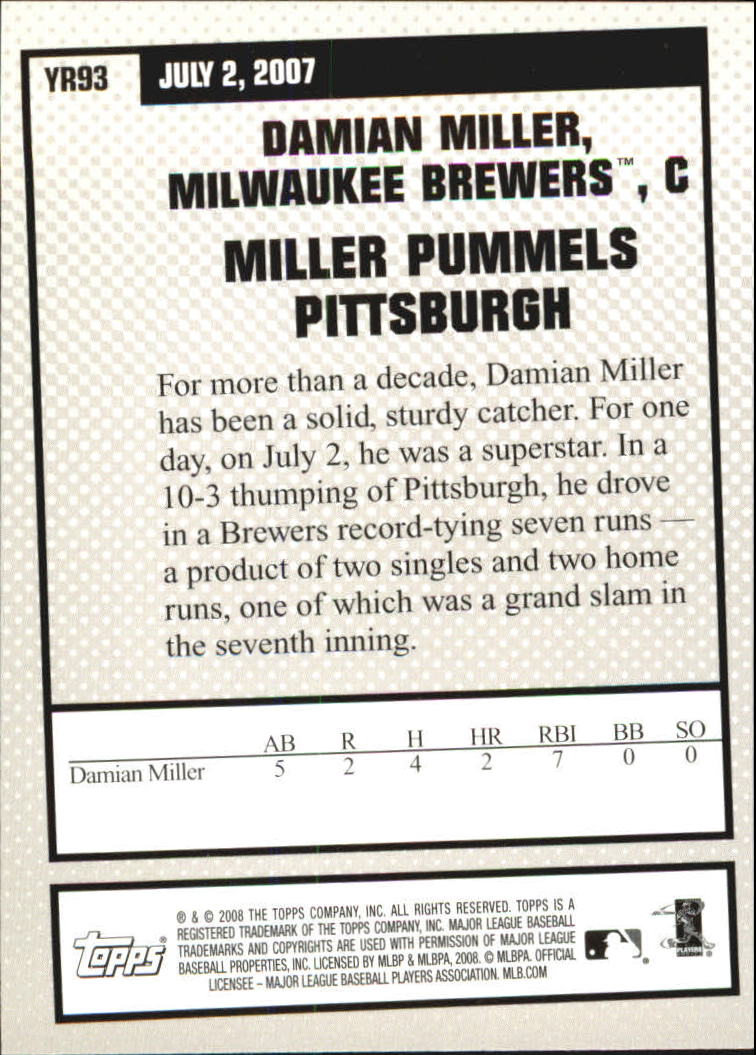 YR93
JULY 2, 2007
DAMIAN MILLER,
MILWAUKEE BREWERS™, C
MILLER PUMMELS
PITTSBURGH
For more than a decade, Damian Miller
has been a solid, sturdy catcher. For one
day, on July 2, he was a superstar. In a
10-3 thumping of Pittsburgh, he drove
in a Brewers record-tying seven runs —
a product of two singles and two home
runs, one of which was a grand slam in
the seventh inning.
AB R H HR RBI BB SO
Damian Miller 5 2 4 2 7 0 0
® & © 2008 THE TOPPS COMPANY, INC. ALL RIGHTS RESERVED. TOPPS IS A
REGISTERED TRADEMARK OF THE TOPPS COMPANY, INC. MAJOR LEAGUE BASEBALL
TRADEMARKS AND COPYRIGHTS ARE USED WITH PERMISSION OF MAJOR LEAGUE
BASEBALL PROPERTIES, INC. LICENSED BY MLBP & MLBPA, 2008. © MLBPA. OFFICIAL
LICENSEE – MAJOR LEAGUE BASEBALL PLAYERS ASSOCIATION. MLB.COM
Topps®
®
PLAYERS